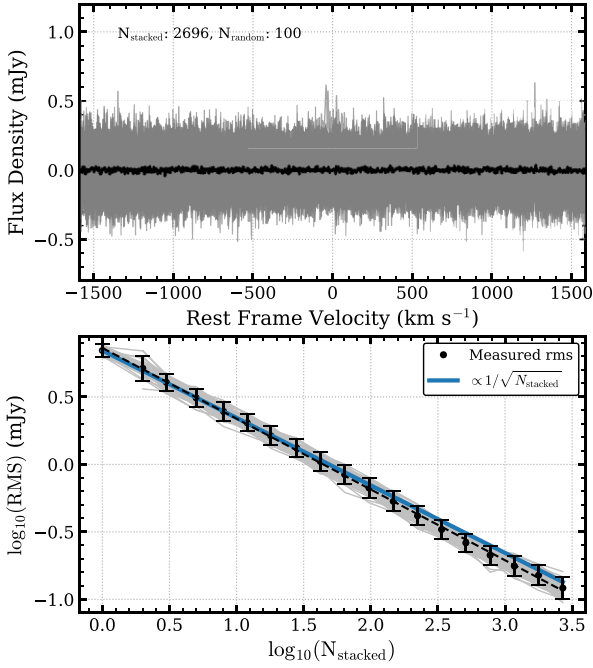 N_stacked: 2696, N_random: 100
Flux Density (mJy)
1.0
0.5
0.0
−0.5
−1500 −1000 −500 0 500 1000 1500
Rest Frame Velocity (km s⁻¹)
Measured rms
∝1/√N_stacked
log₁₀(RMS) (mJy)
0.5
0.0
−0.5
−1.0
0.0 0.5 1.0 1.5 2.0 2.5 3.0 3.5
log₁₀(N_stacked)